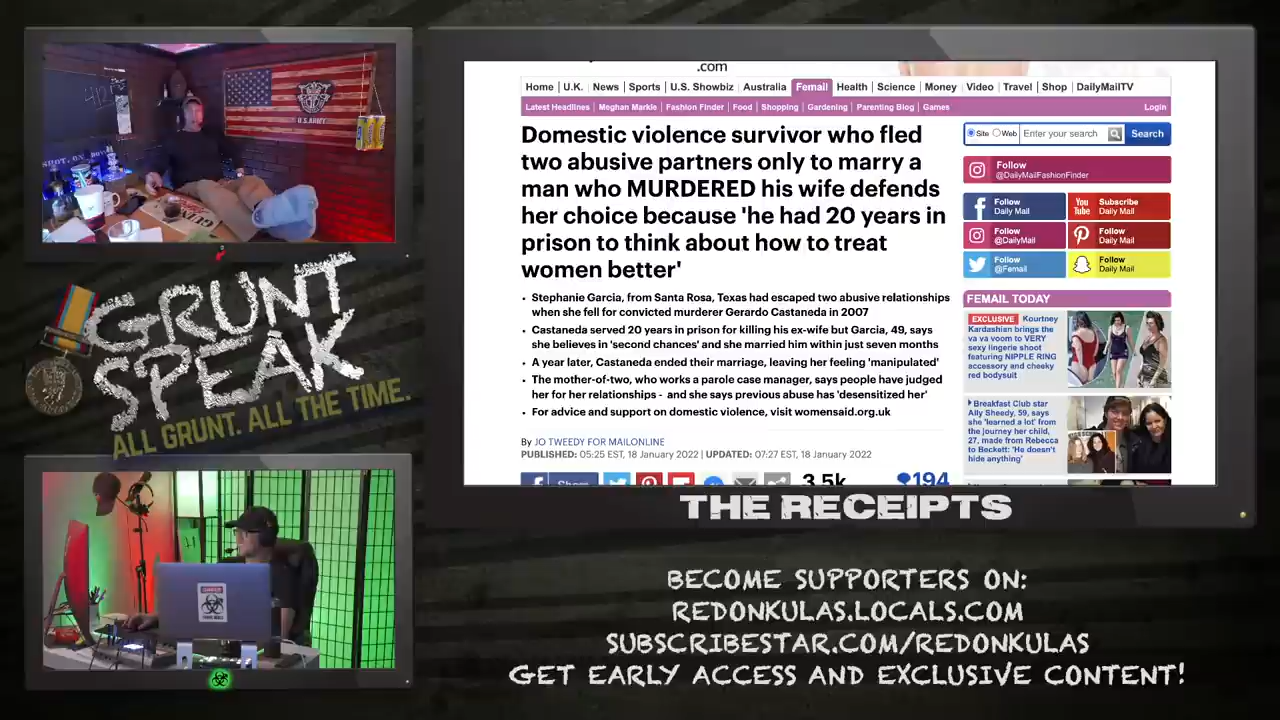 U.S. ARMY
GRUNT
SPEAK
ALL GRUNT. ALL THE TIME.
.com
Home U.K. News Sports U.S. Showbiz Australia Femail Health Science Money Video Travel Shop DailyMailTV
Latest Headlines Meghan Markle Fashion Finder Food Shopping Gardening Parenting Blog Games Login
Domestic violence survivor who fled
two abusive partners only to marry a
man who MURDERED his wife defends
her choice because 'he had 20 years in
prison to think about how to treat
women better'
• Stephanie Garcia, from Santa Rosa, Texas had escaped two abusive relationships
when she fell for convicted murderer Gerardo Castaneda in 2007
• Castaneda served 20 years in prison for killing his ex-wife but Garcia, 49, says
she believes in 'second chances' and she married him within just seven months
• A year later, Castaneda ended their marriage, leaving her feeling 'manipulated'
• The mother-of-two, who works a parole case manager, says people have judged
her for her relationships - and she says previous abuse has 'desensitized her'
• For advice and support on domestic violence, visit womensaid.org.uk
By JO TWEEDY FOR MAILONLINE
PUBLISHED: 05:25 EST, 18 January 2022 | UPDATED: 07:27 EST, 18 January 2022
Share 3.5k 194
Site Web Enter your search Search
Follow
@DailyMailFashionFinder
Follow
Daily Mail
Subscribe
Daily Mail
Follow
@DailyMail
Follow
Daily Mail
Follow
@Femail
Follow
Daily Mail
FEMAIL TODAY
EXCLUSIVE Kourtney
Kardashian brings the
va va voom to VERY
sexy lingerie shoot
featuring NIPPLE RING
accessory and cheeky
red bodysuit
Breakfast Club star
Ally Sheedy, 59, says
she 'learned a lot' from
the journey her child,
27, made from Rebecca
to Beckett: 'He doesn't
hide anything'
THE RECEIPTS
BECOME SUPPORTERS ON:
REDONKULAS.LOCALS.COM
SUBSCRIBESTAR.COM/REDONKULAS
GET EARLY ACCESS AND EXCLUSIVE CONTENT!